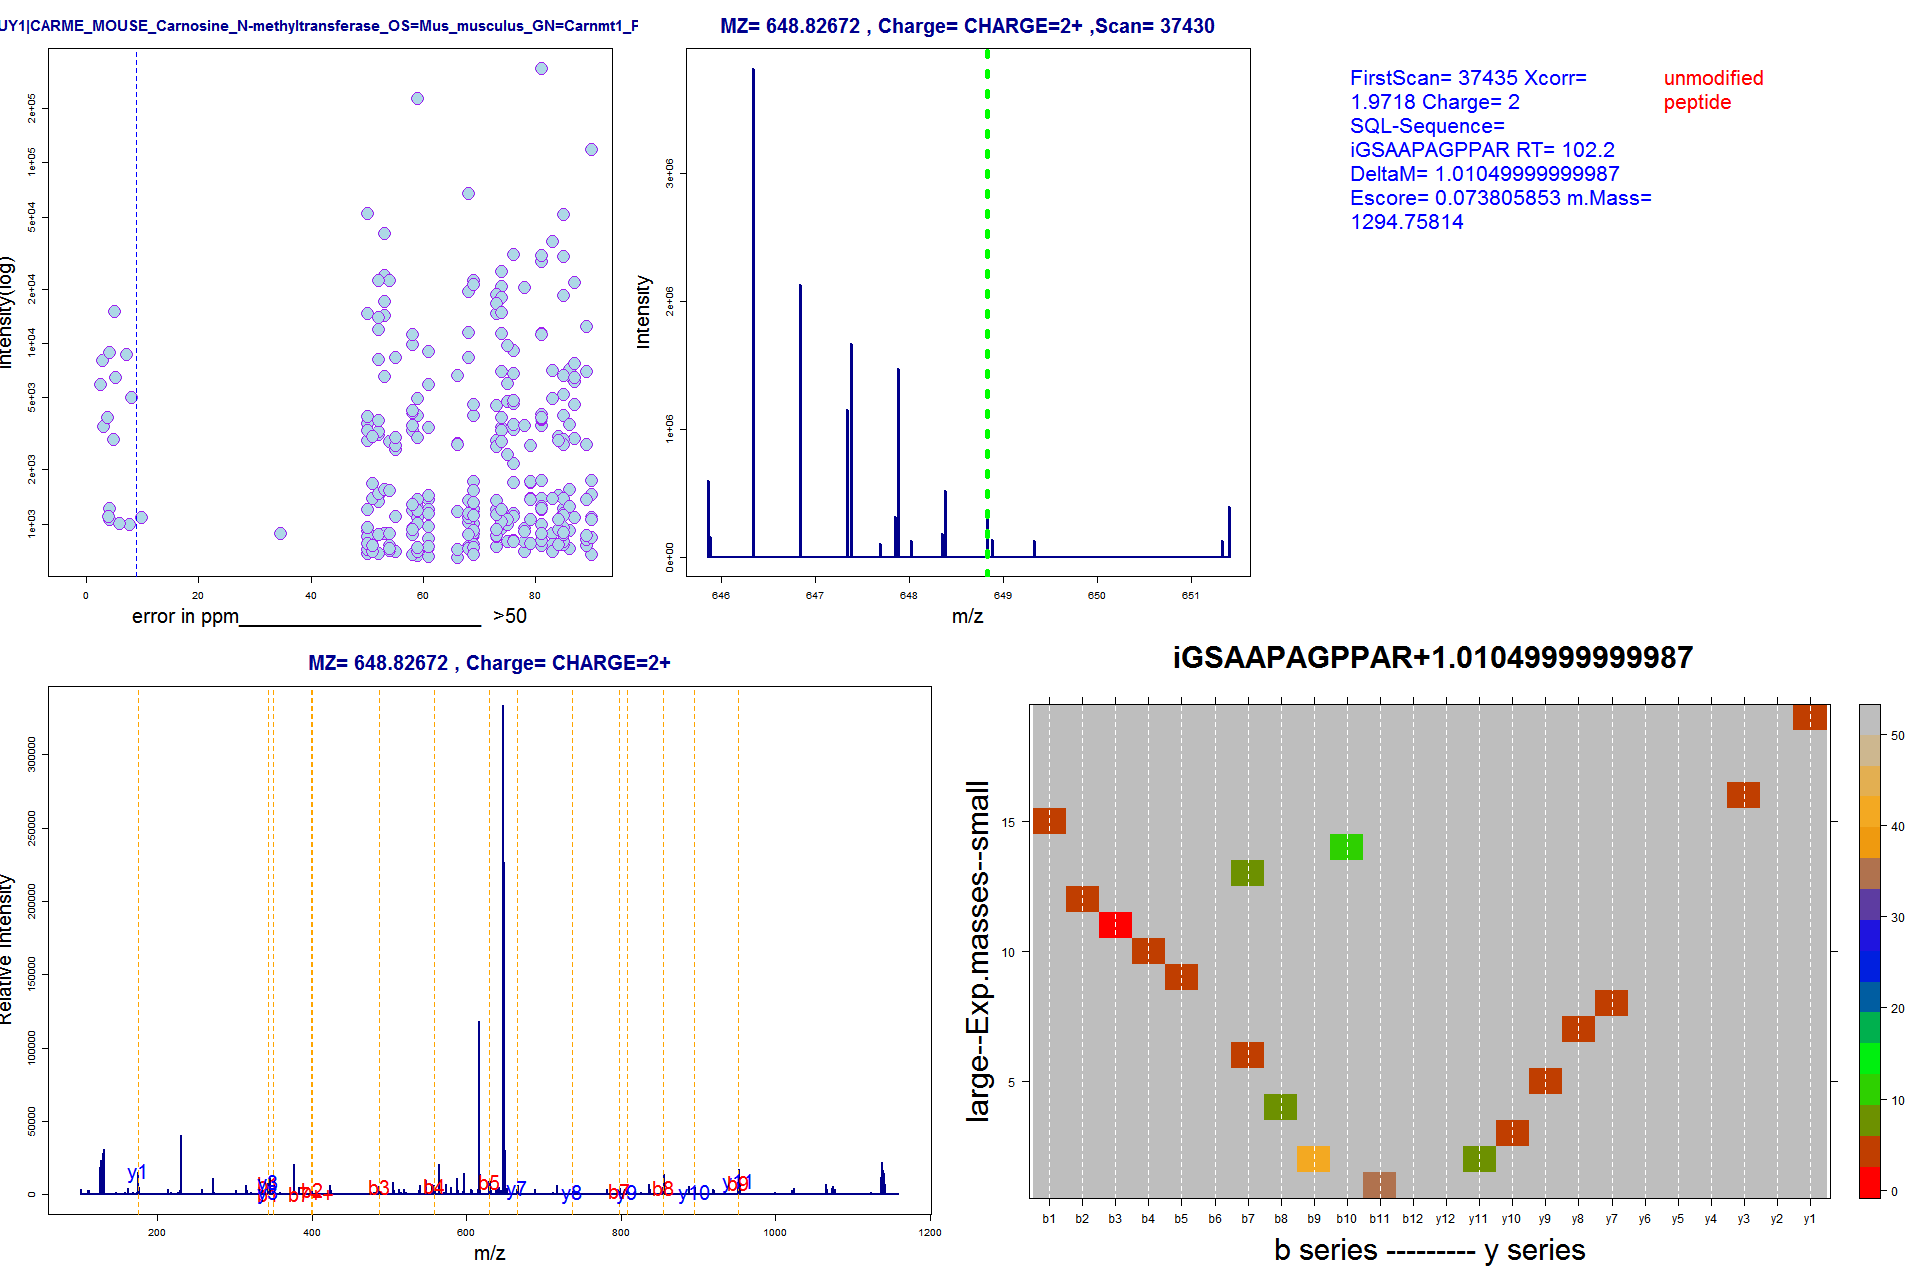 UY1|CARME_MOUSE_Carnosine_N-methyltransferase_OS=Mus_musculus_GN=Carnmt1_F
Intensity(log)
1e+03
2e+03
5e+03
1e+04
2e+04
5e+04
1e+05
2e+05
0
20
40
60
80
error in ppm______________________ >50
MZ= 648.82672 , Charge= CHARGE=2+ ,Scan= 37430
Intensity
0e+00
1e+06
2e+06
3e+06
646
647
648
649
650
651
m/z
FirstScan= 37435 Xcorr=
1.9718 Charge= 2
SQL-Sequence=
iGSAAPAGPPAR RT= 102.2
DeltaM= 1.01049999999987
Escore= 0.073805853 m.Mass=
1294.75814
unmodified
peptide
MZ= 648.82672 , Charge= CHARGE=2+
Relative Intensity
0
50000
100000
150000
200000
250000
300000
y1
b3
b4
b5
y7
y8
b7
y9
b8
y10
y11
b9
200
400
600
800
1000
1200
m/z
iGSAAPAGPPAR+1.01049999999987
large--Exp.masses--small
5
10
15
b1
b2
b3
b4
b5
b6
b7
b8
b9
b10
b11
b12
y12
y11
y10
y9
y8
y7
y6
y5
y4
y3
y2
y1
b series --------- y series
0
10
20
30
40
50